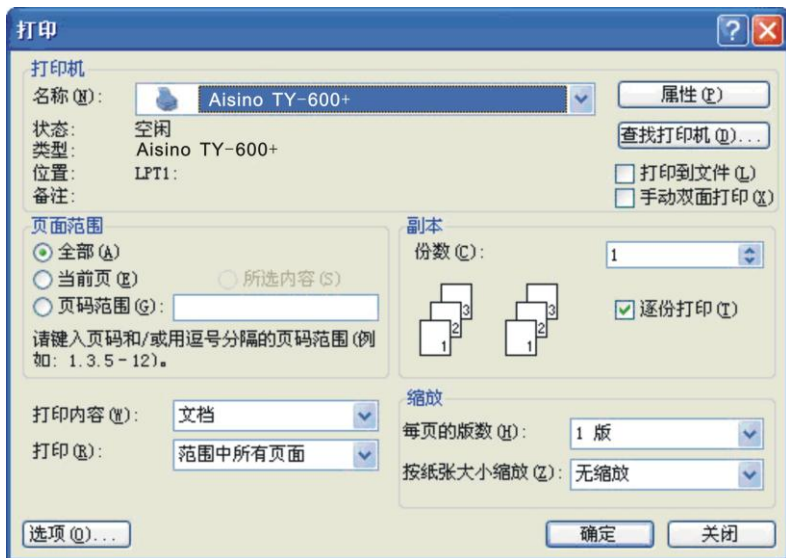 打印
打印机
名称(N): Aisino TY-600+ 属性(P)
状态: 空闲 查找打印机(D)...
类型: Aisino TY-600+
位置: LPT1: 打印到文件(L)
备注: 手动双面打印(X)
页面范围
全部(A)
当前页(E) 所选内容(S)
页码范围(G):
请键入页码和/或用逗号分隔的页码范围(例
如: 1.3.5-12)。
副本
份数(C): 1
1 2 3 1 2 3
逐份打印(T)
打印内容(W): 文档
打印(R): 范围中所有页面
缩放
每页的版数(H): 1 版
按纸张大小缩放(Z): 无缩放
选项(O)... 确定 关闭